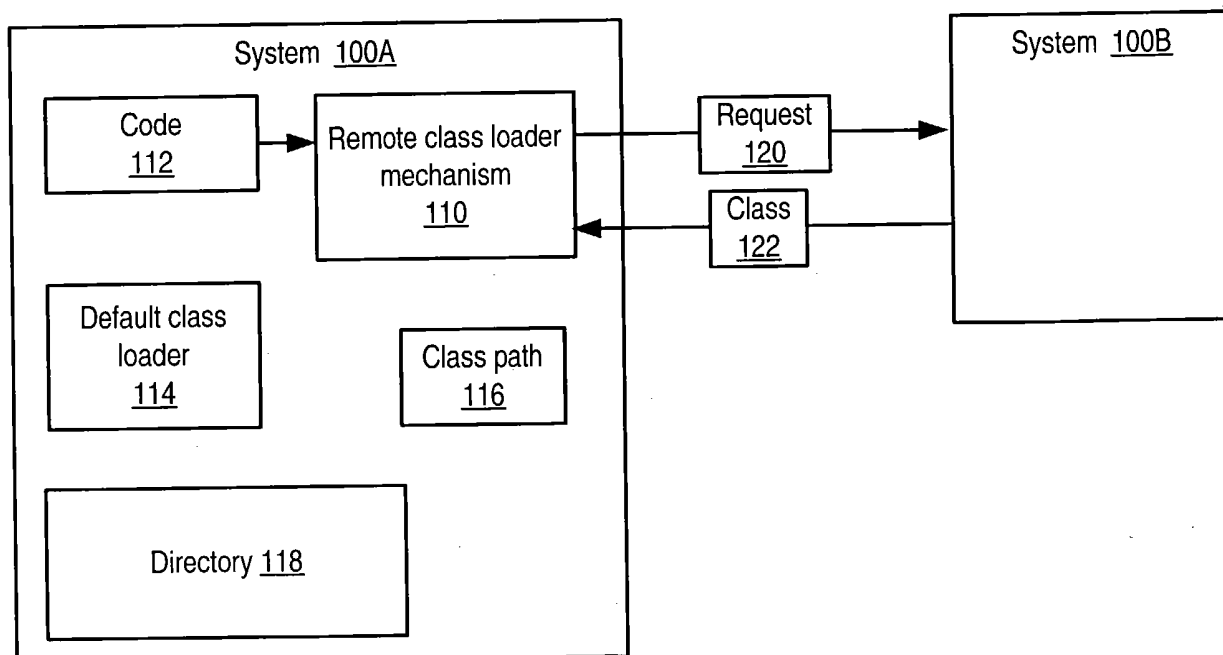 System 100A
System 100B
Code
112
Remote class loader
mechanism
110
Request
120
Class
122
Default class
loader
114
Class path
116
Directory 118